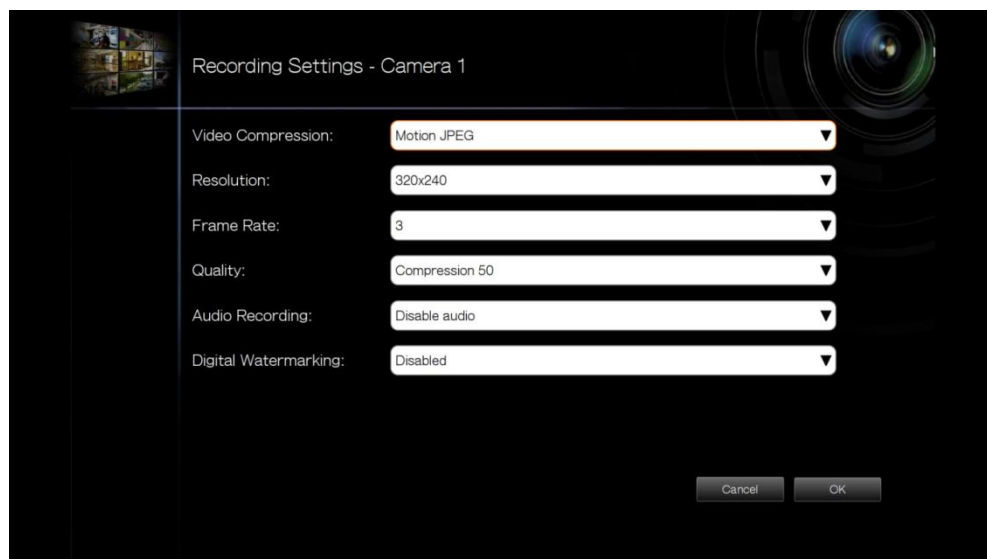 Recording Settings - Camera 1
Video Compression: Motion JPEG
Resolution: 320x240
Frame Rate: 3
Quality: Compression 50
Audio Recording: Disable audio
Digital Watermarking: Disabled
Cancel OK